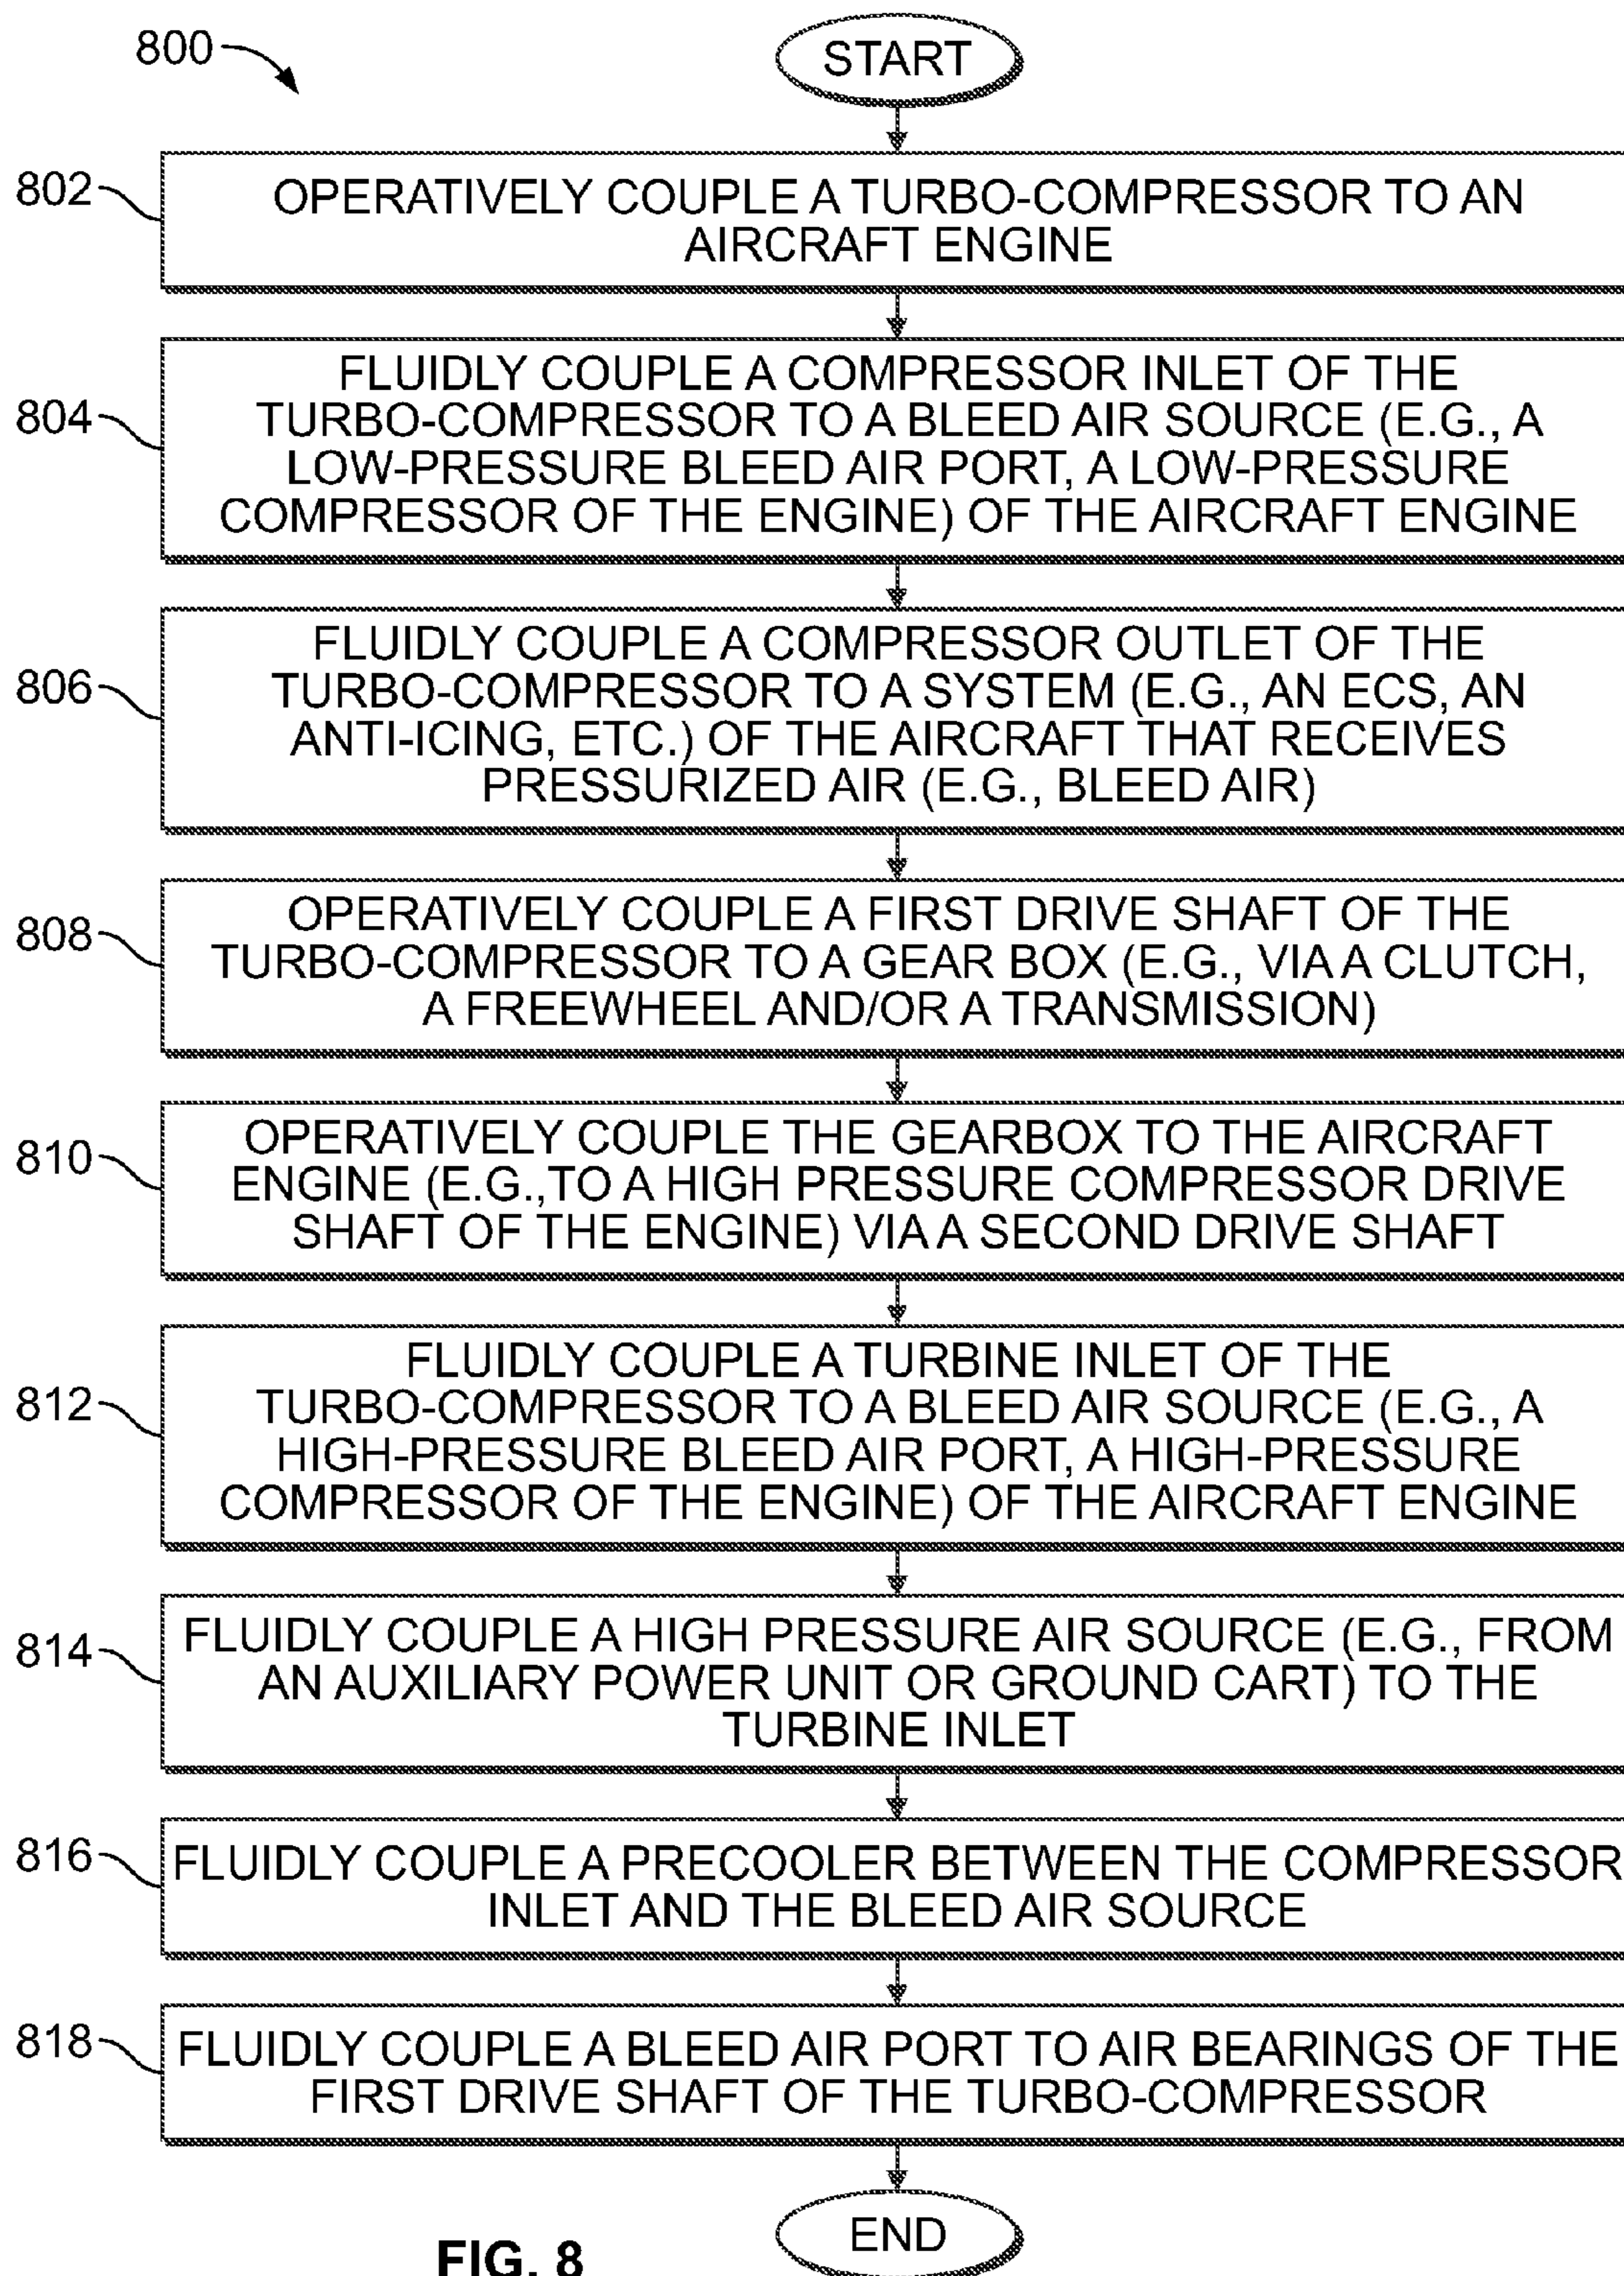 800
START
802
OPERATIVELY COUPLE A TURBO-COMPRESSOR TO AN
AIRCRAFT ENGINE
804
FLUIDLY COUPLE A COMPRESSOR INLET OF THE
TURBO-COMPRESSOR TO A BLEED AIR SOURCE (E.G., A
LOW-PRESSURE BLEED AIR PORT, A LOW-PRESSURE
COMPRESSOR OF THE ENGINE) OF THE AIRCRAFT ENGINE
806
FLUIDLY COUPLE A COMPRESSOR OUTLET OF THE
TURBO-COMPRESSOR TO A SYSTEM (E.G., AN ECS, AN
ANTI-ICING, ETC.) OF THE AIRCRAFT THAT RECEIVES
PRESSURIZED AIR (E.G., BLEED AIR)
808
OPERATIVELY COUPLE A FIRST DRIVE SHAFT OF THE
TURBO-COMPRESSOR TO A GEAR BOX (E.G., VIA A CLUTCH,
A FREEWHEEL AND/OR A TRANSMISSION)
810
OPERATIVELY COUPLE THE GEARBOX TO THE AIRCRAFT
ENGINE (E.G.,TO A HIGH PRESSURE COMPRESSOR DRIVE
SHAFT OF THE ENGINE) VIA A SECOND DRIVE SHAFT
812
FLUIDLY COUPLE A TURBINE INLET OF THE
TURBO-COMPRESSOR TO A BLEED AIR SOURCE (E.G., A
HIGH-PRESSURE BLEED AIR PORT, A HIGH-PRESSURE
COMPRESSOR OF THE ENGINE) OF THE AIRCRAFT ENGINE
814
FLUIDLY COUPLE A HIGH PRESSURE AIR SOURCE (E.G., FROM
AN AUXILIARY POWER UNIT OR GROUND CART) TO THE
TURBINE INLET
816
FLUIDLY COUPLE A PRECOOLER BETWEEN THE COMPRESSOR
INLET AND THE BLEED AIR SOURCE
818
FLUIDLY COUPLE A BLEED AIR PORT TO AIR BEARINGS OF THE
FIRST DRIVE SHAFT OF THE TURBO-COMPRESSOR
END
FIG. 8